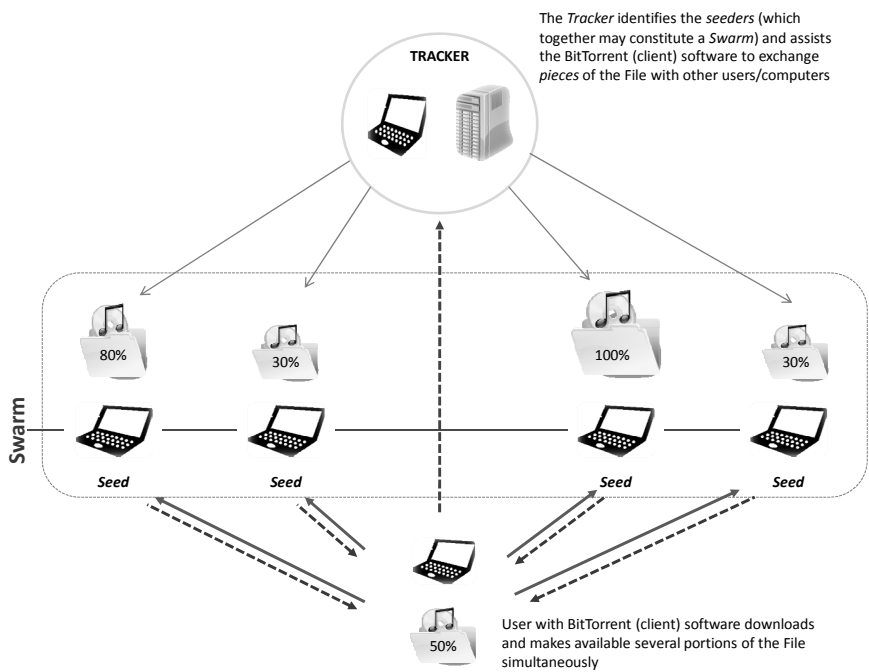 The Tracker identifies the seeders (which
together may constitute a Swarm) and assists
the BitTorrent (client) software to exchange
pieces of the File with other users/computers
TRACKER
80%
30%
100%
30%
Swarm
Seed
Seed
Seed
Seed
50%
User with BitTorrent (client) software downloads
and makes available several portions of the File
simultaneously